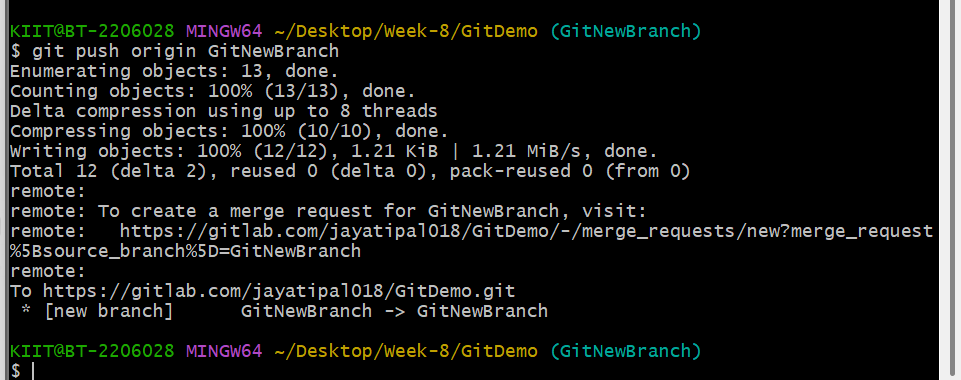 KIIT@BT-2206028 MINGW64 ~/Desktop/Week-8/GitDemo (GitNewBranch)
$ git push origin GitNewBranch
Enumerating objects: 13, done.
Counting objects: 100% (13/13), done.
Delta compression using up to 8 threads
Compressing objects: 100% (10/10), done.
Writing objects: 100% (12/12), 1.21 KiB | 1.21 MiB/s, done.
Total 12 (delta 2), reused 0 (delta 0), pack-reused 0 (from 0)
remote:
remote: To create a merge request for GitNewBranch, visit:
remote:   https://gitlab.com/jayatipal018/GitDemo/-/merge_requests/new?merge_request
%5Bsource_branch%5D=GitNewBranch
remote:
To https://gitlab.com/jayatipal018/GitDemo.git
 * [new branch]      GitNewBranch -> GitNewBranch
KIIT@BT-2206028 MINGW64 ~/Desktop/Week-8/GitDemo (GitNewBranch)
$